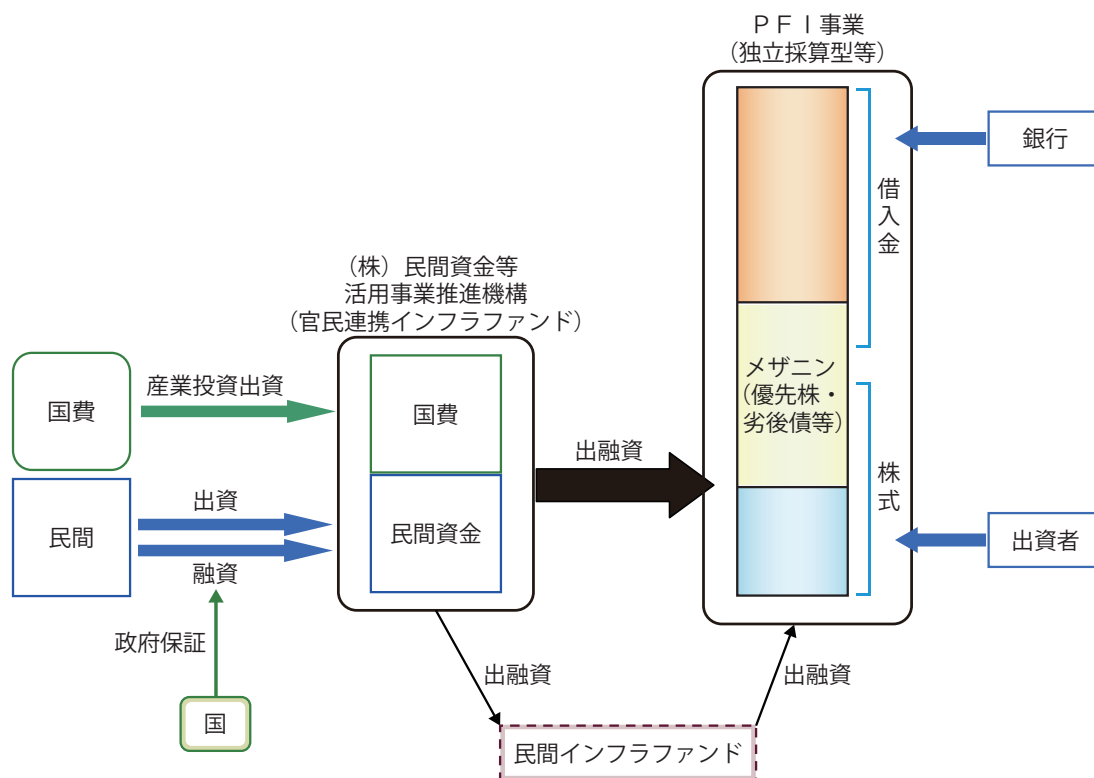 ＰＦＩ事業
（独立採算型等）
銀行
借入金
（株）民間資金等
活用事業推進機構
（官民連携インフラファンド）
国費
産業投資出資
国費
メザニン
（優先株・
劣後債等）
出融資
株式
民間
出資
民間資金
出資者
融資
政府保証
出融資
出融資
国
民間インフラファンド